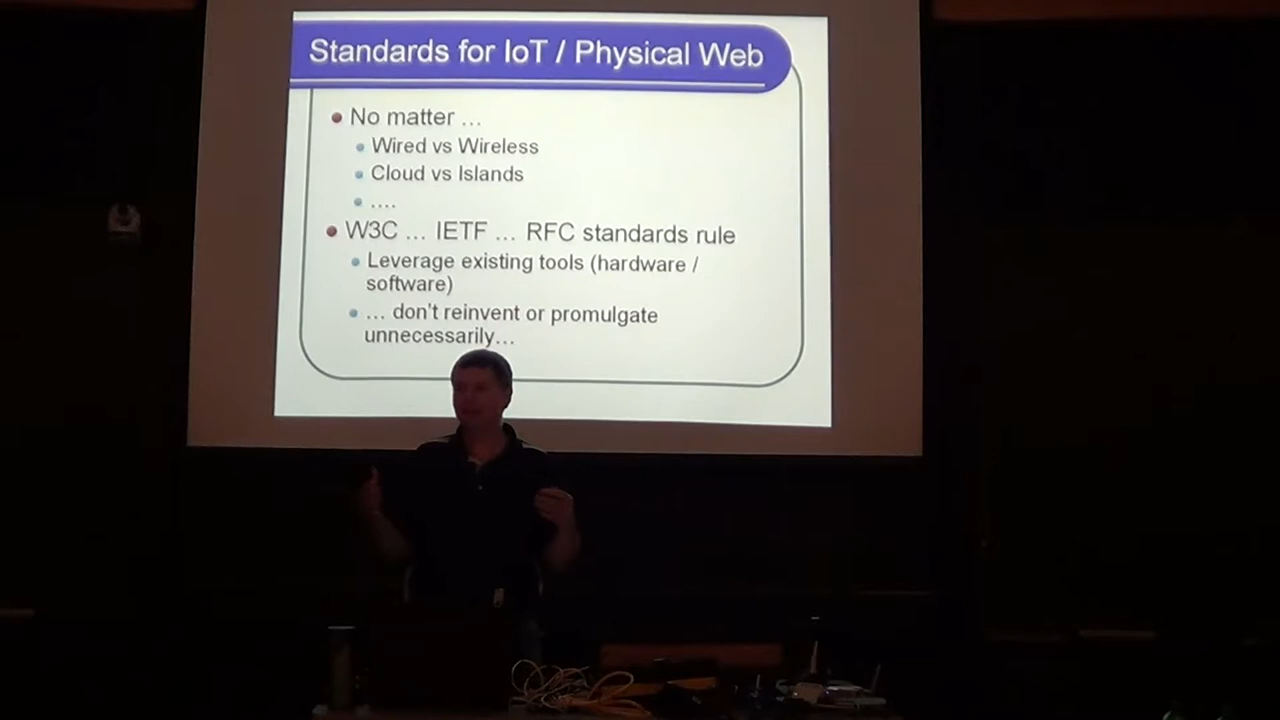 Standards for IoT / Physical Web
No matter …
Wired vs Wireless
Cloud vs Islands
….
W3C … IETF … RFC standards rule
Leverage existing tools (hardware /
software)
… don't reinvent or promulgate
unnecessarily…